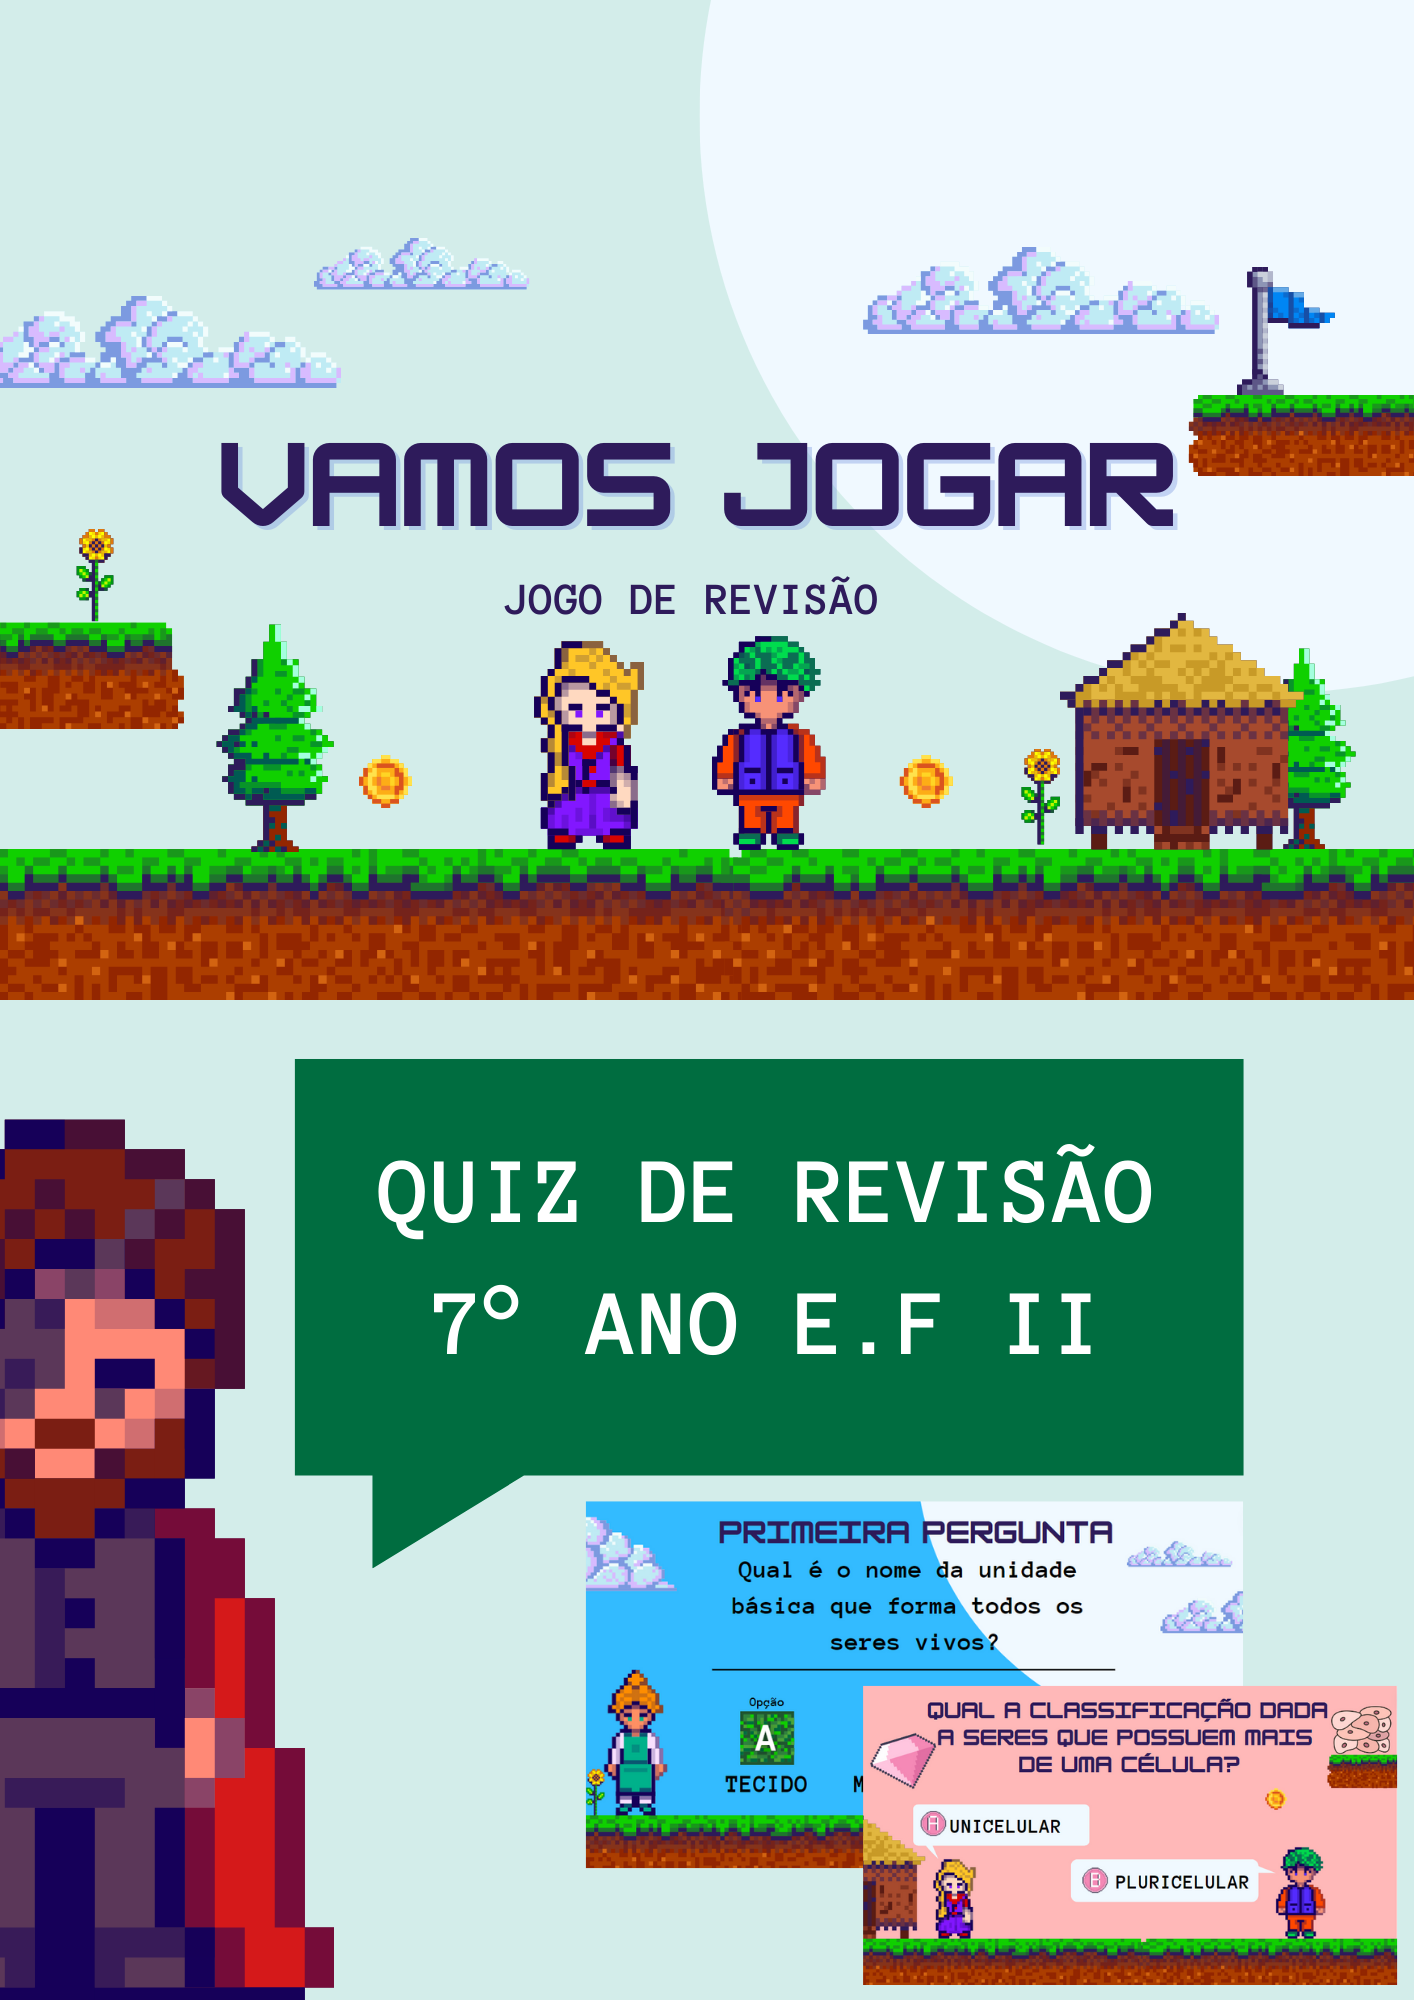 VAMOS JOGAR
JOGO DE REVISÃO
QUIZ DE REVISÃO
7º ANO E.F II
PRIMEIRA PERGUNTA
Qual é o nome da unidade
básica que forma todos os
seres vivos?
Opção
A
TECIDO
QUAL A CLASSIFICAÇÃO DADA
A SERES QUE POSSUEM MAIS
DE UMA CÉLULA?
A UNICELULAR
B PLURICELULAR